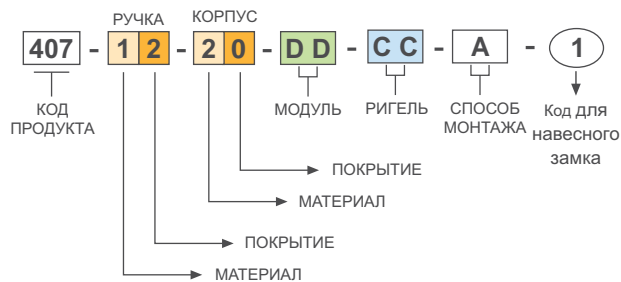 РУЧКА КОРПУС
407 - 1 2 - 2 0 - D D - C C - A - 1
КОД
ПРОДУКТА
МОДУЛЬ
РИГЕЛЬ
СПОСОБ
МОНТАЖА
Код для
навесного
замка
ПОКРЫТИЕ
МАТЕРИАЛ
ПОКРЫТИЕ
МАТЕРИАЛ